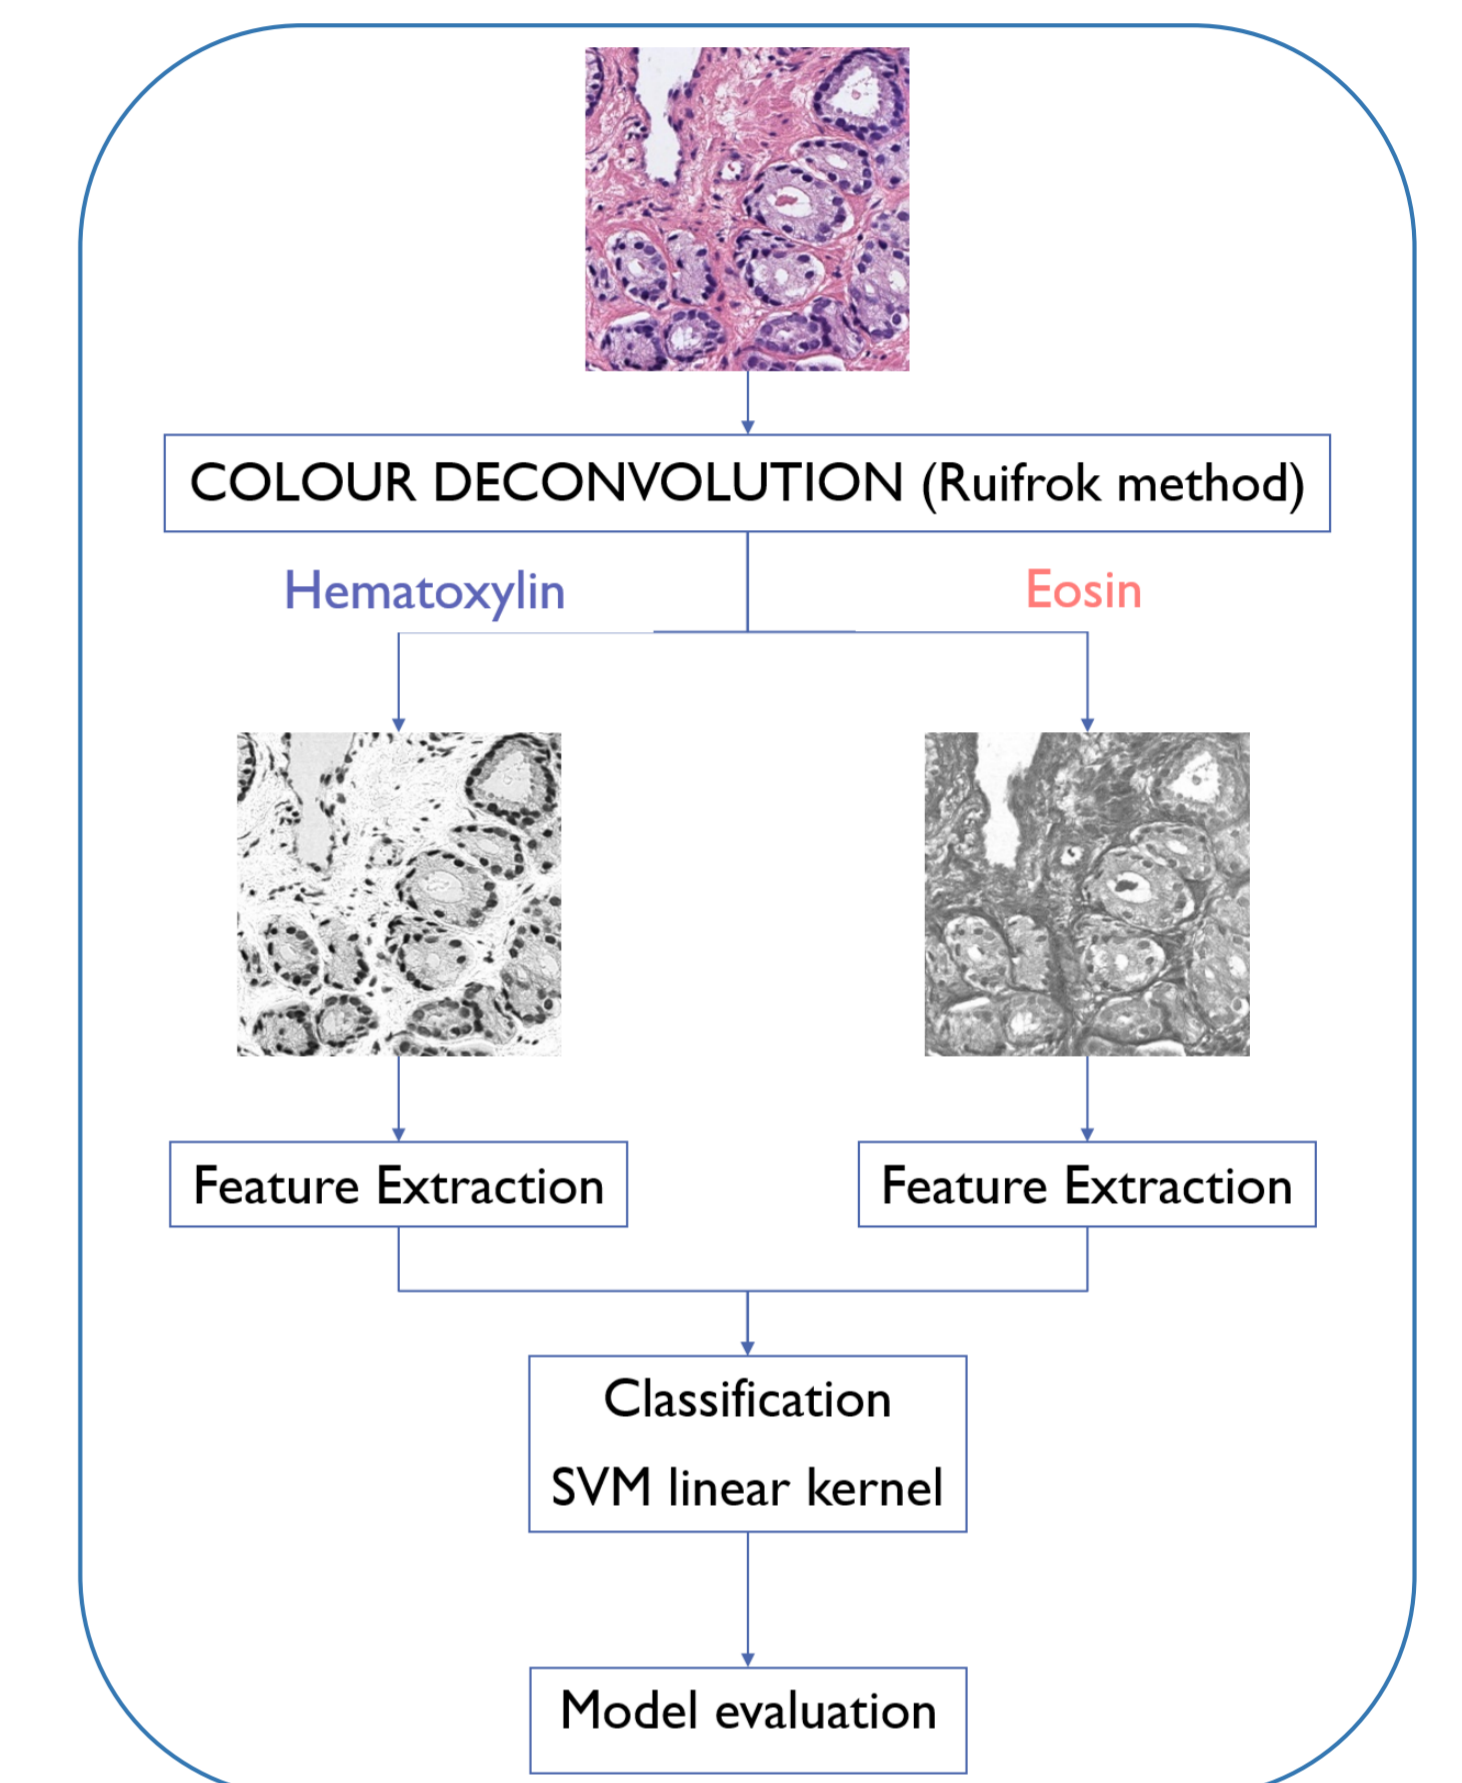 COLOUR DECONVOLUTION (Ruifrok method)
Hematoxylin
Eosin
Feature Extraction
Feature Extraction
Classification
SVM linear kernel
Model evaluation